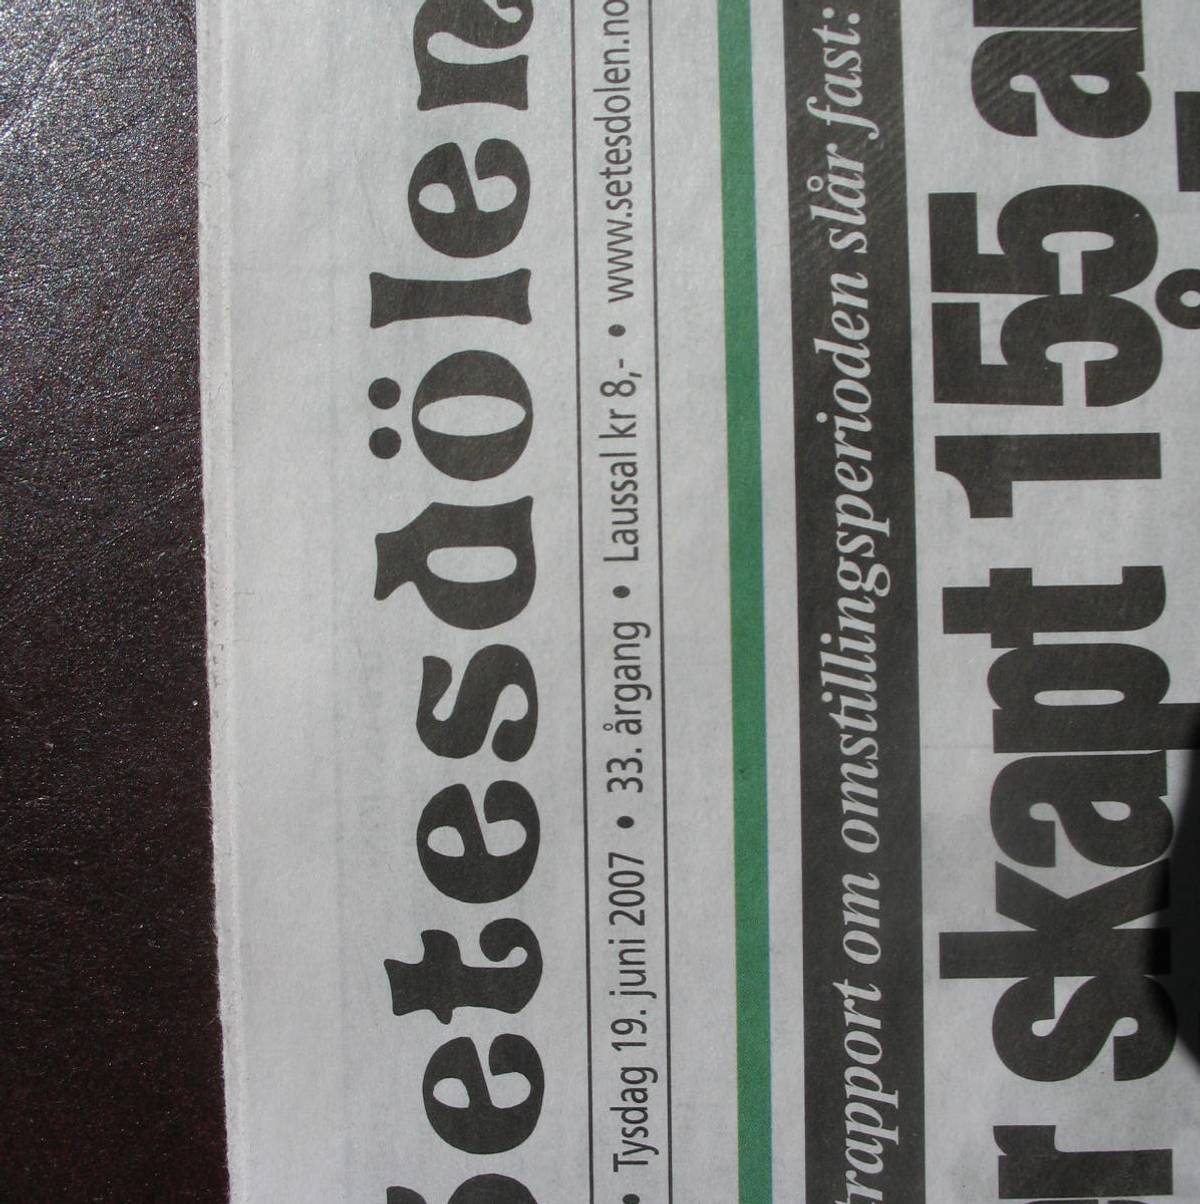 Setesdölen
• Tysdag 19. juni 2007 • 33. årgang • Laussal kr 8,- • www.setesdolen.no
rapport om omstillingsperioden slår fast:
skapt 155 a